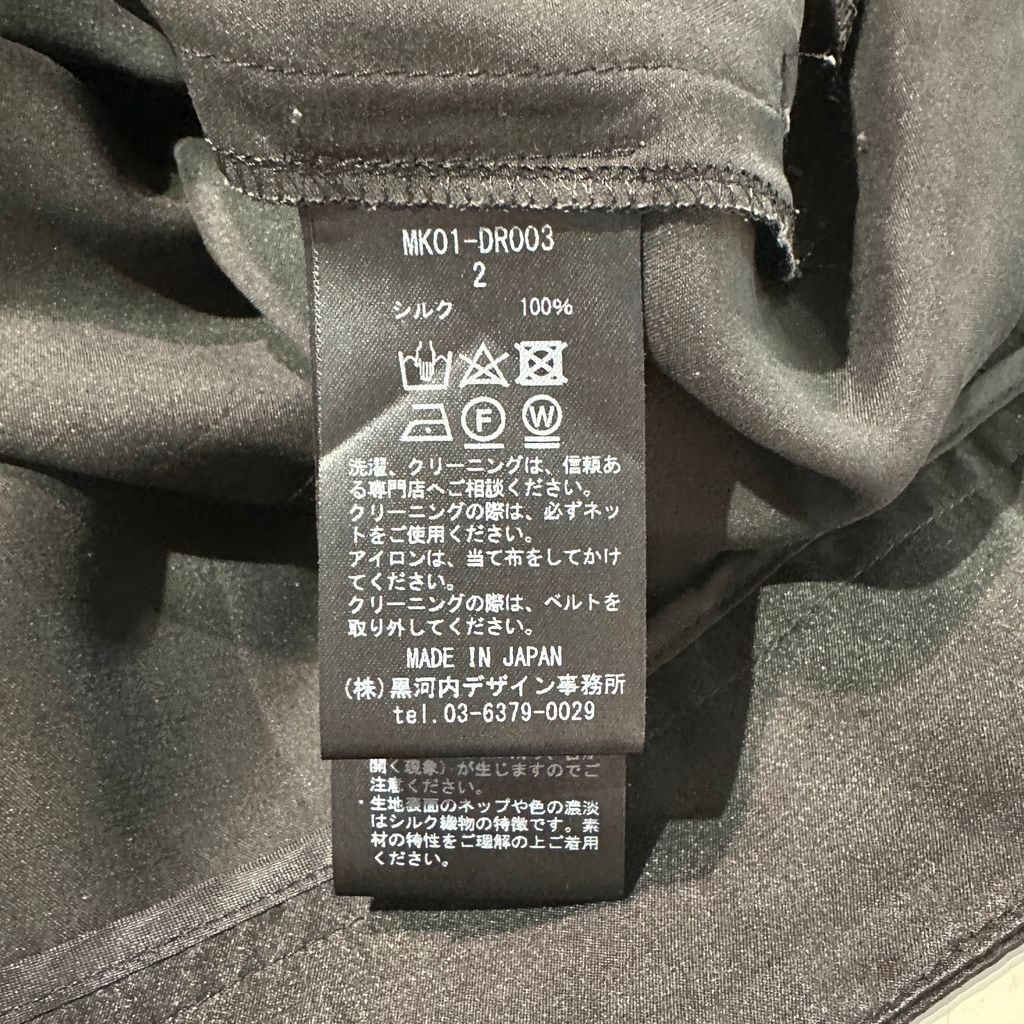 MK01-DR003
2
シルク 100%
F W
洗濯、クリーニングは、信頼あ
る専門店へご相談ください。
クリーニングの際は、必ずネッ
トをご使用ください。
アイロンは、当て布をしてかけ
てください。
クリーニングの際は、ベルトを
取り外してください。
MADE IN JAPAN
(株)黒河内デザイン事務所
tel.03-6379-0029
開く現象）が生じますのでご
注意ください。
・生地表面のネップや色の濃淡
はシルク織物の特徴です。素
材の特性をご理解の上ご着用
ください。